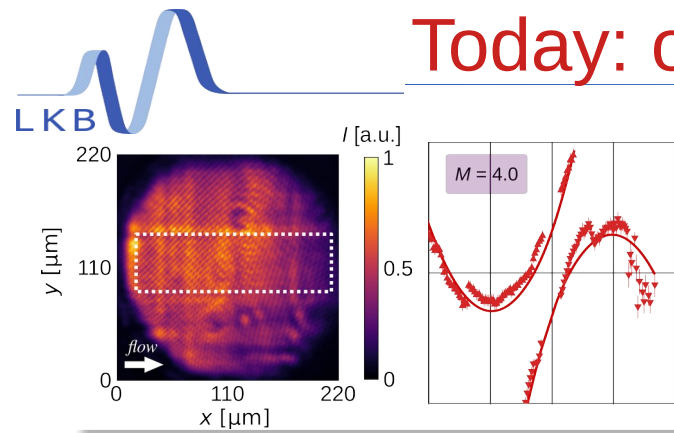 Today: c
LKB
I [a.u.]
220
1
M = 4.0
y [µm]
110
0.5
flow
0
0
0
110
220
x [µm]